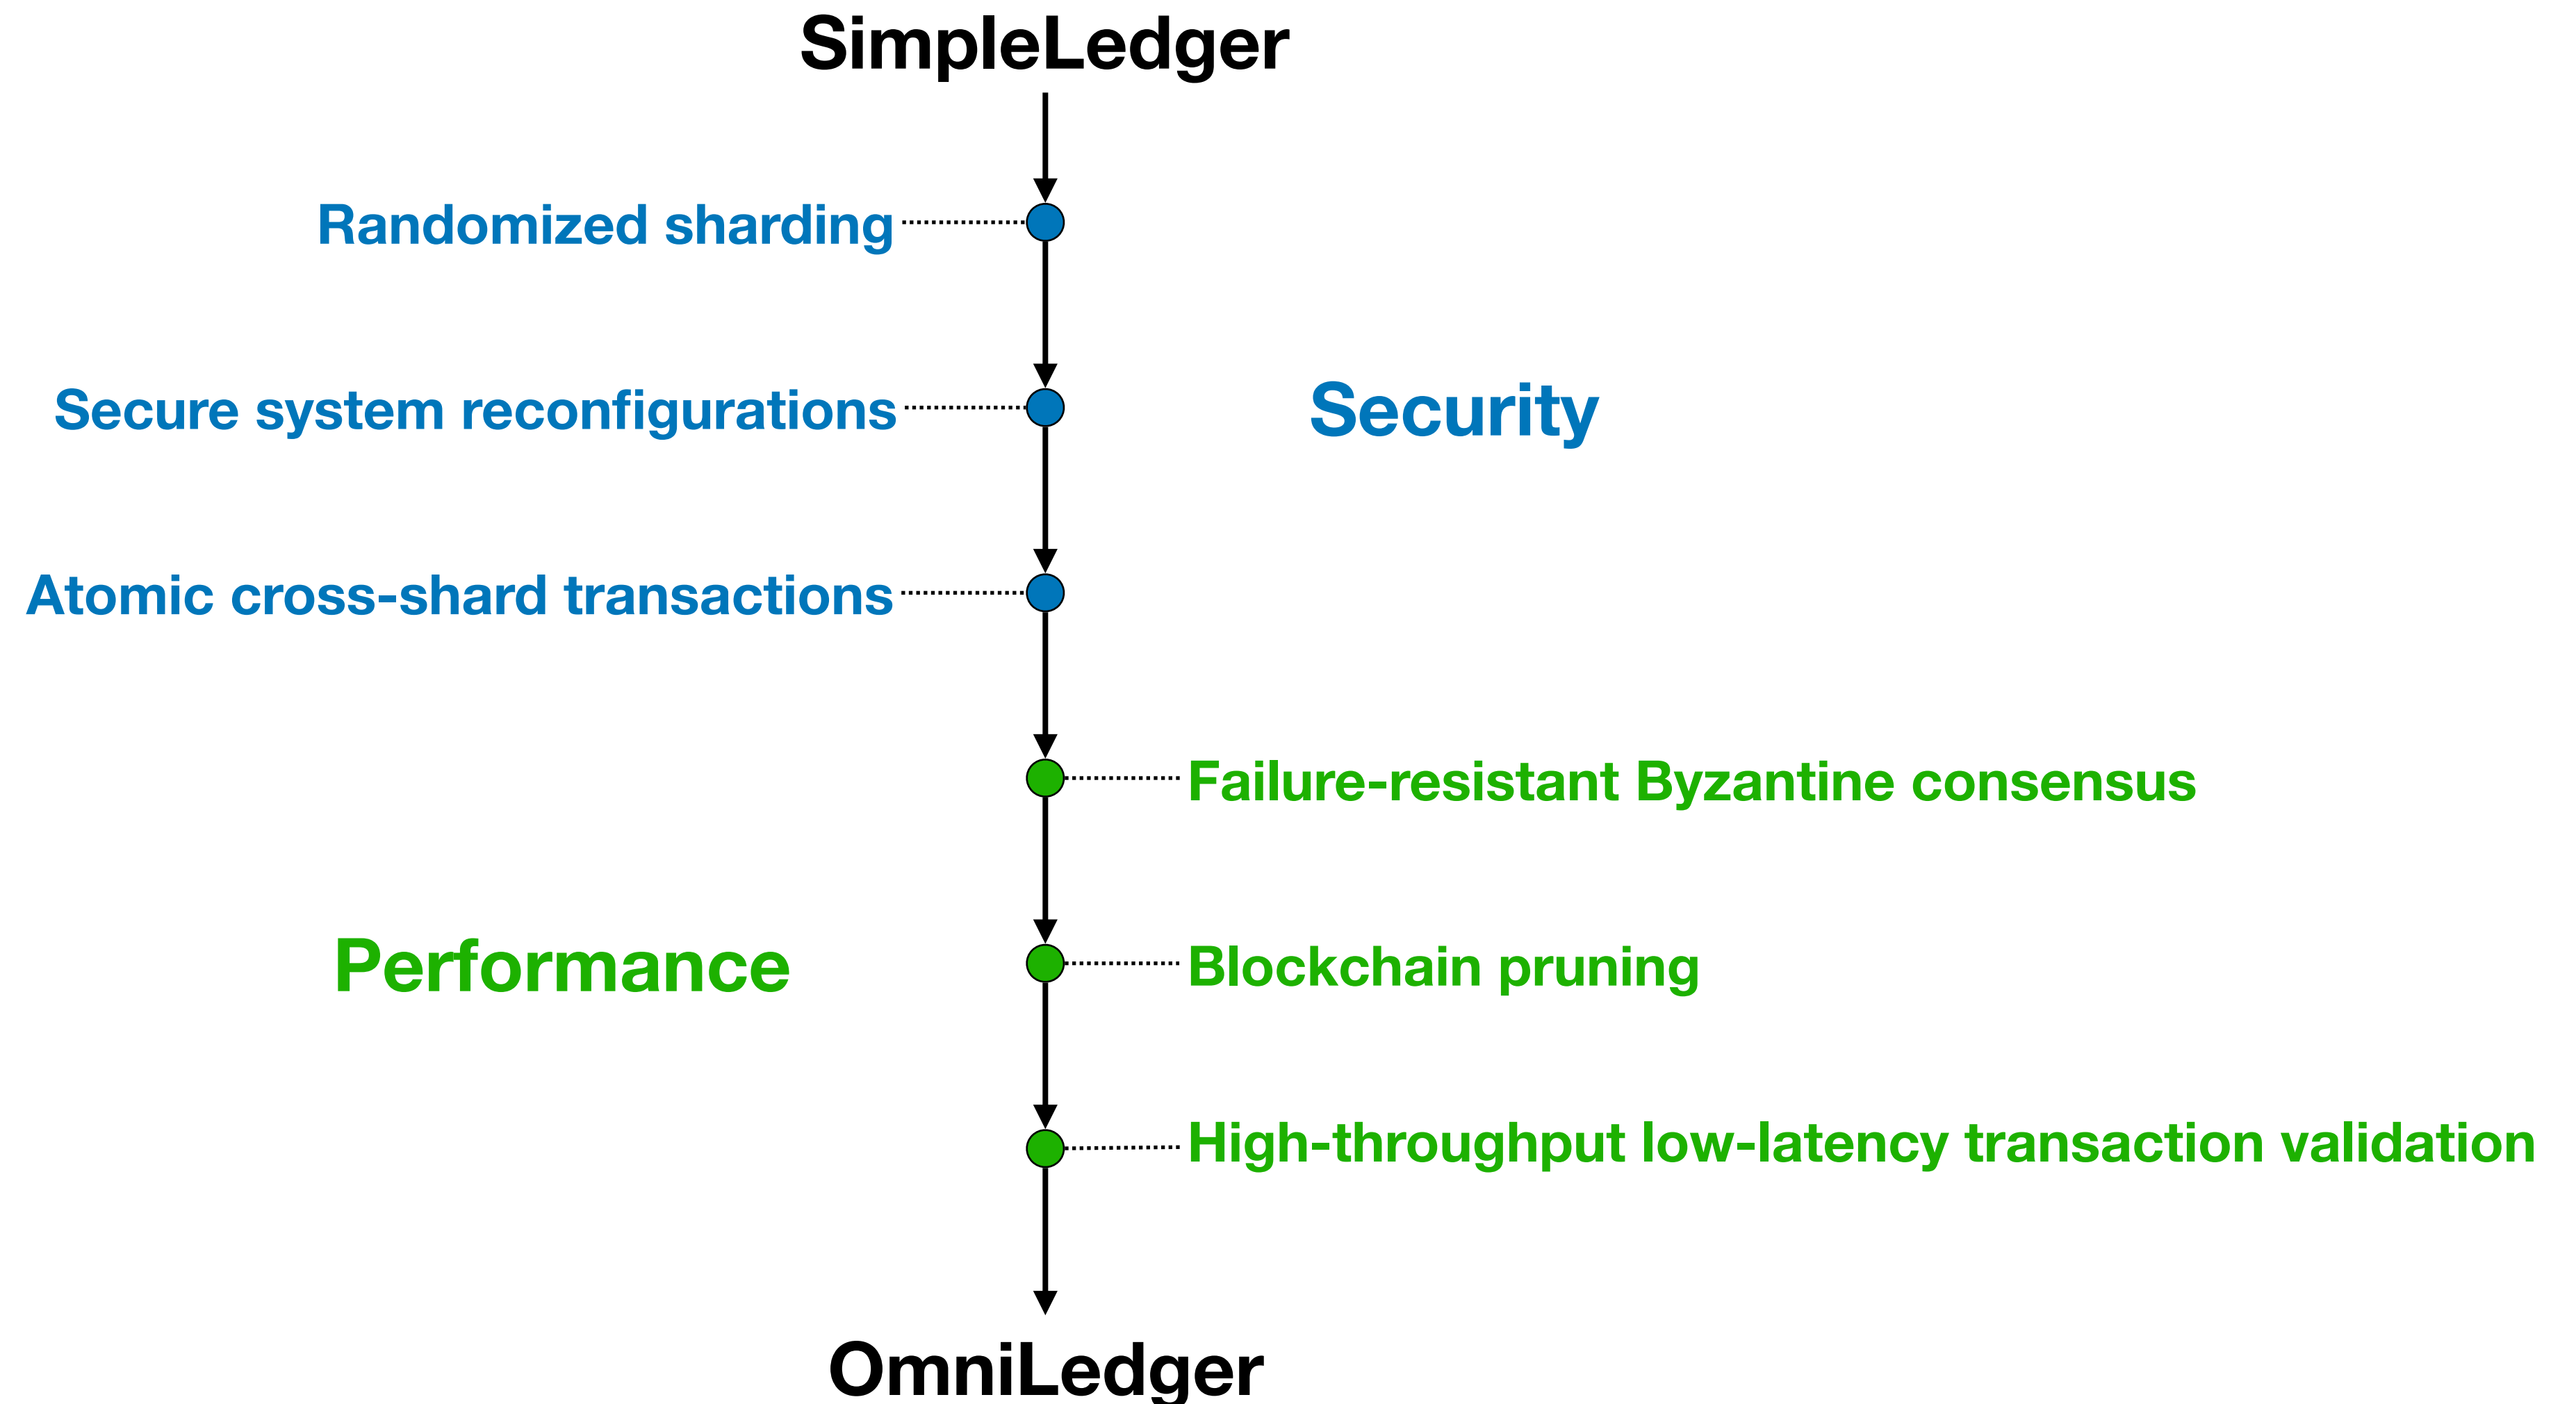 SimpleLedger
Randomized sharding
Secure system reconfigurations
Security
Atomic cross-shard transactions
Failure-resistant Byzantine consensus
Performance
Blockchain pruning
High-throughput low-latency transaction validation
OmniLedger